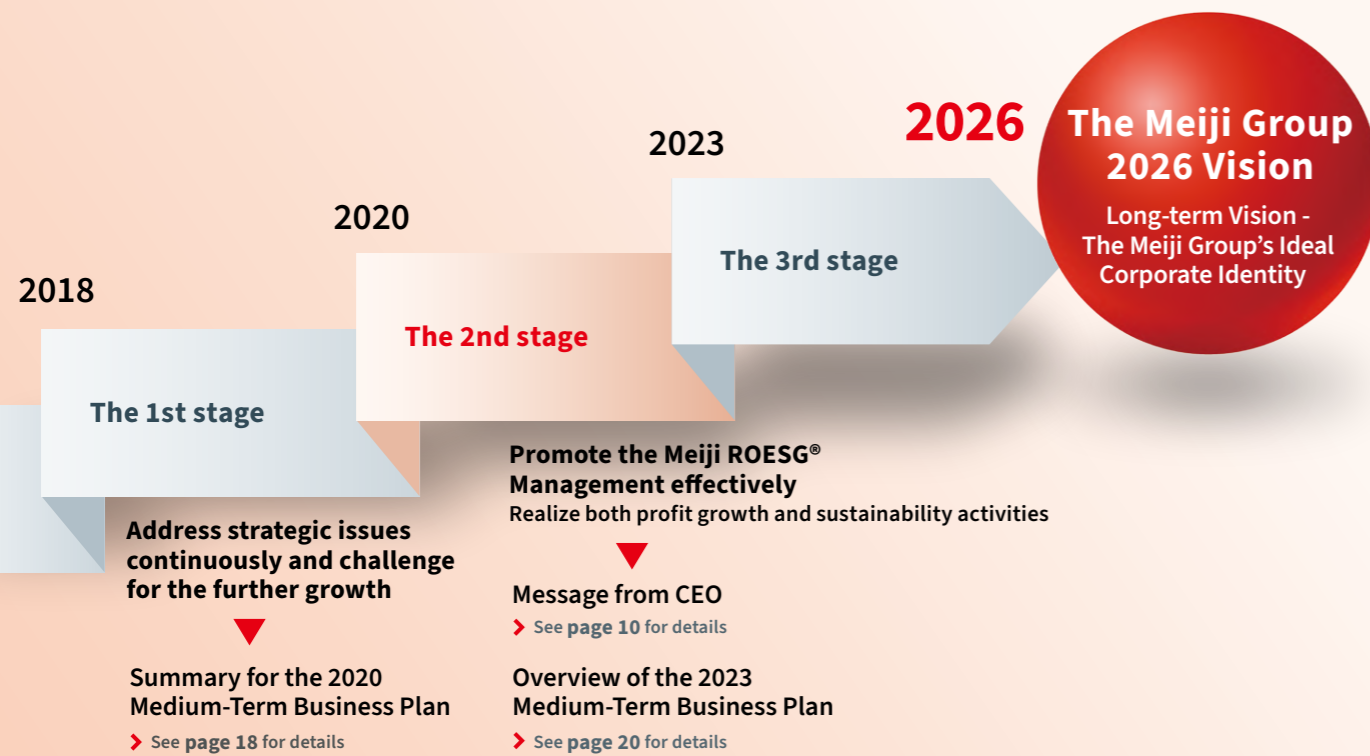 2018
The 1st stage
Address strategic issues
continuously and challenge
for the further growth
Summary for the 2020
Medium-Term Business Plan
See page 18 for details
2020
The 2nd stage
Promote the Meiji ROESG®
Management effectively
Realize both profit growth and sustainability activities
Message from CEO
See page 10 for details
Overview of the 2023
Medium-Term Business Plan
See page 20 for details
2023
The 3rd stage
2026
The Meiji Group
2026 Vision
Long-term Vision -
The Meiji Group’s Ideal
Corporate Identity